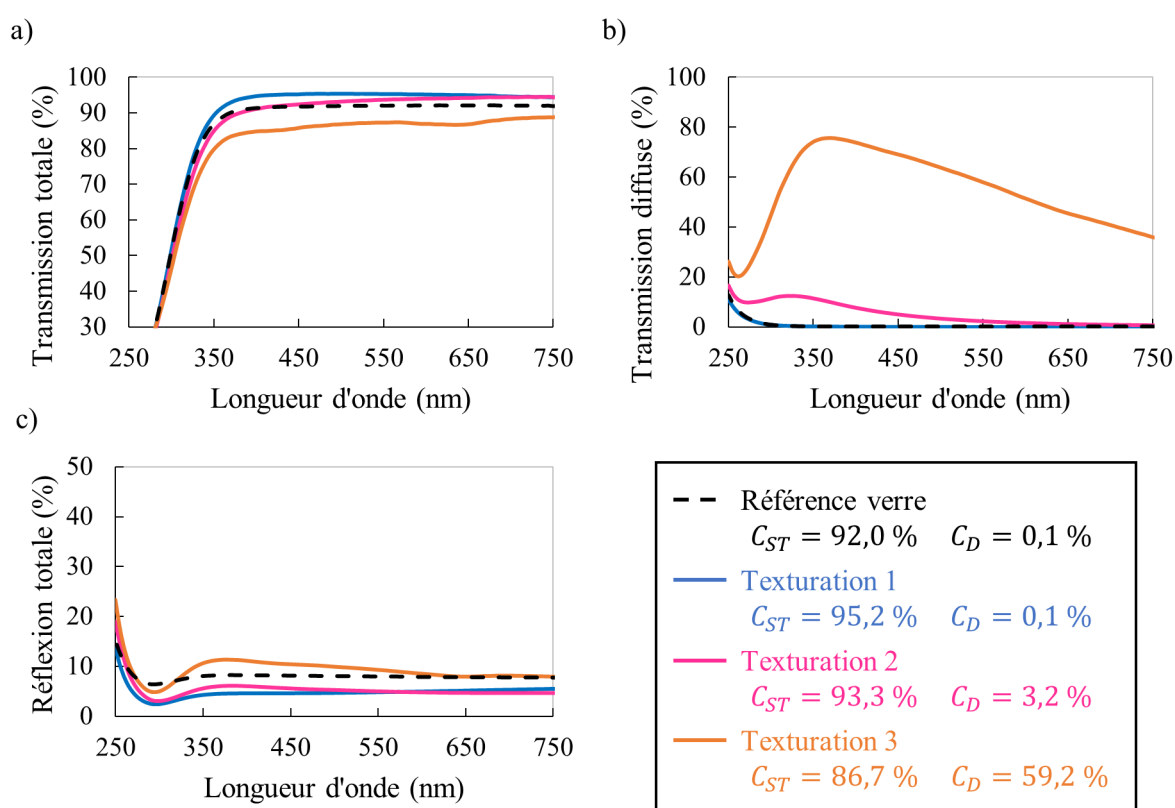 a)
Transmission totale (%)
100
90
80
70
60
50
40
30
250 350 450 550 650 750
Longueur d'onde (nm)
b)
Transmission diffuse (%)
100
80
60
40
20
0
250 350 450 550 650 750
Longueur d'onde (nm)
c)
Réflexion totale (%)
50
40
30
20
10
0
250 350 450 550 650 750
Longueur d'onde (nm)
Référence verre
C_ST = 92,0 % C_D = 0,1 %
Texturation 1
C_ST = 95,2 % C_D = 0,1 %
Texturation 2
C_ST = 93,3 % C_D = 3,2 %
Texturation 3
C_ST = 86,7 % C_D = 59,2 %